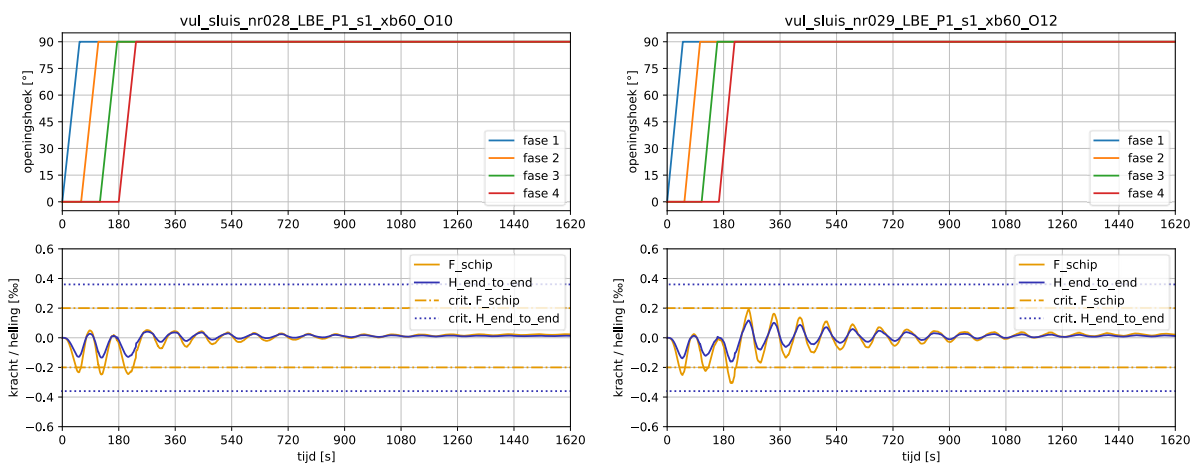 vul_sluis_nr028_LBE_P1_s1_xb60_O10
openingshoek [°]
90
75
60
45
30
15
0
fase 1
fase 2
fase 3
fase 4
0 180 360 540 720 900 1080 1260 1440 1620
kracht / helling [‰]
0.6
0.4
0.2
0.0
−0.2
−0.4
−0.6
F_schip
H_end_to_end
crit. F_schip
crit. H_end_to_end
0 180 360 540 720 900 1080 1260 1440 1620
tijd [s]
vul_sluis_nr029_LBE_P1_s1_xb60_O12
openingshoek [°]
90
75
60
45
30
15
0
fase 1
fase 2
fase 3
fase 4
0 180 360 540 720 900 1080 1260 1440 1620
kracht / helling [‰]
0.6
0.4
0.2
0.0
−0.2
−0.4
−0.6
F_schip
H_end_to_end
crit. F_schip
crit. H_end_to_end
0 180 360 540 720 900 1080 1260 1440 1620
tijd [s]